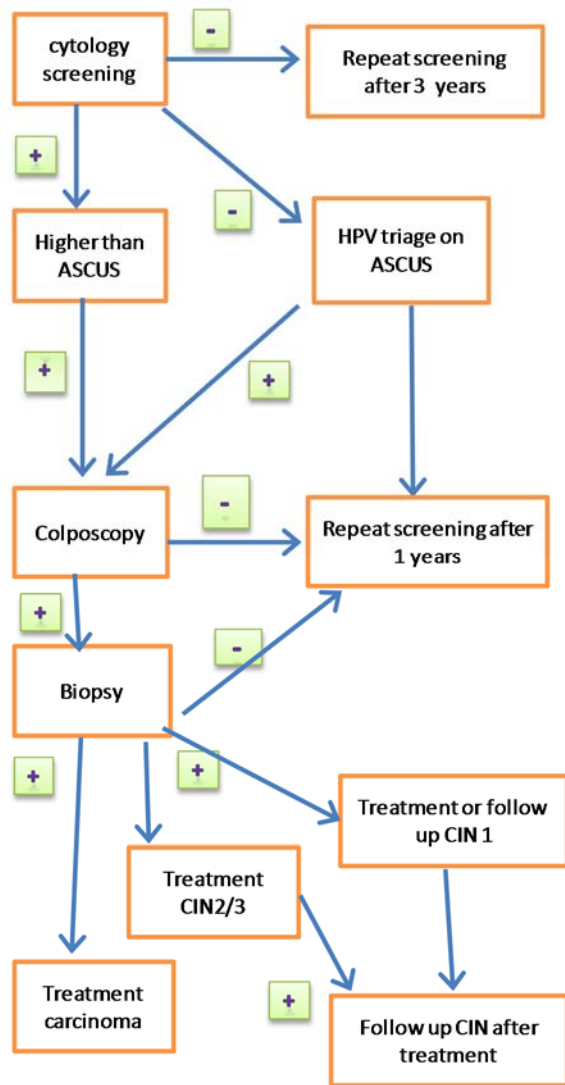 cytology
screening
-
Repeat screening
after 3 years
+
-
Higher than
ASCUS
HPV triage on
ASCUS
+
+
Colposcopy
-
Repeat screening after
1 years
+
Biopsy
-
+
+
Treatment or follow
up CIN 1
Treatment
CIN2/3
Treatment
carcinoma
+
Follow up CIN after
treatment